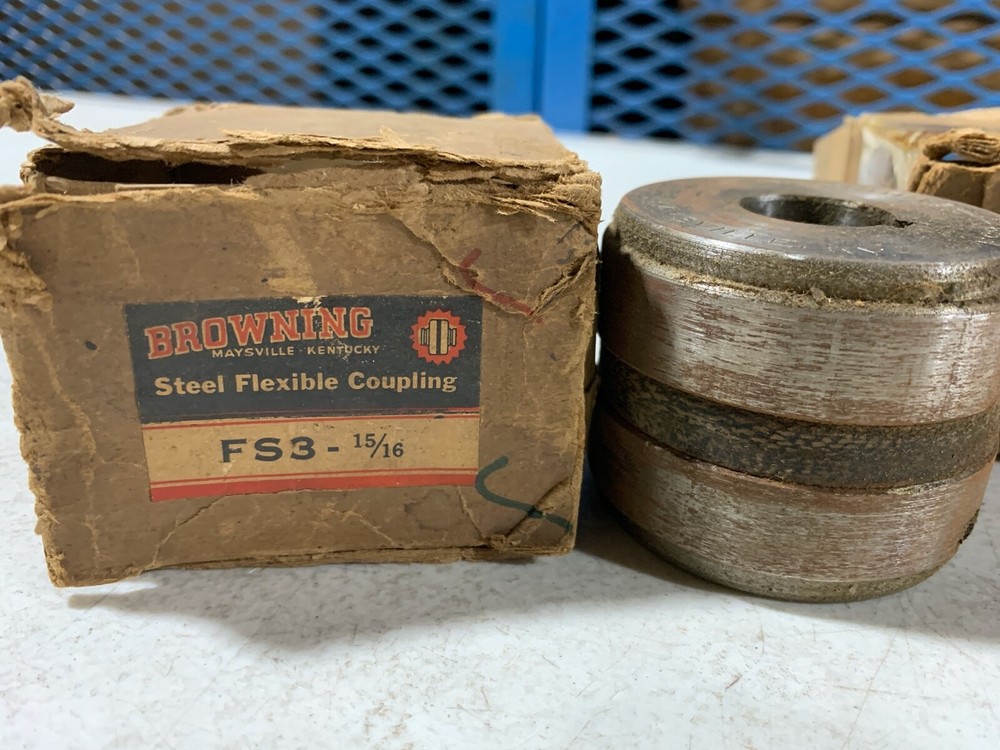 BROWNING
MAYSVILLE - KENTUCKY
Steel Flexible Coupling
FS3 - 15/16